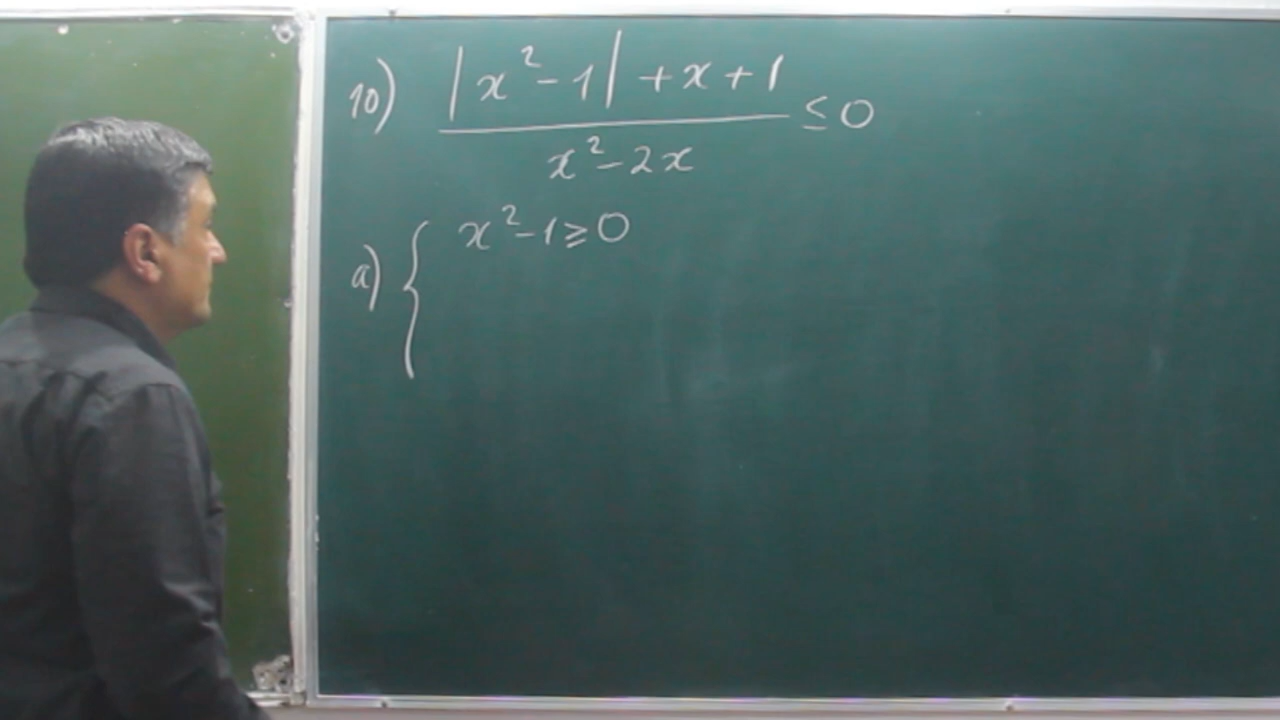 10) (|x²-1|+x+1)/(x²-2x) ≤ 0
a) { x²-1⩾0